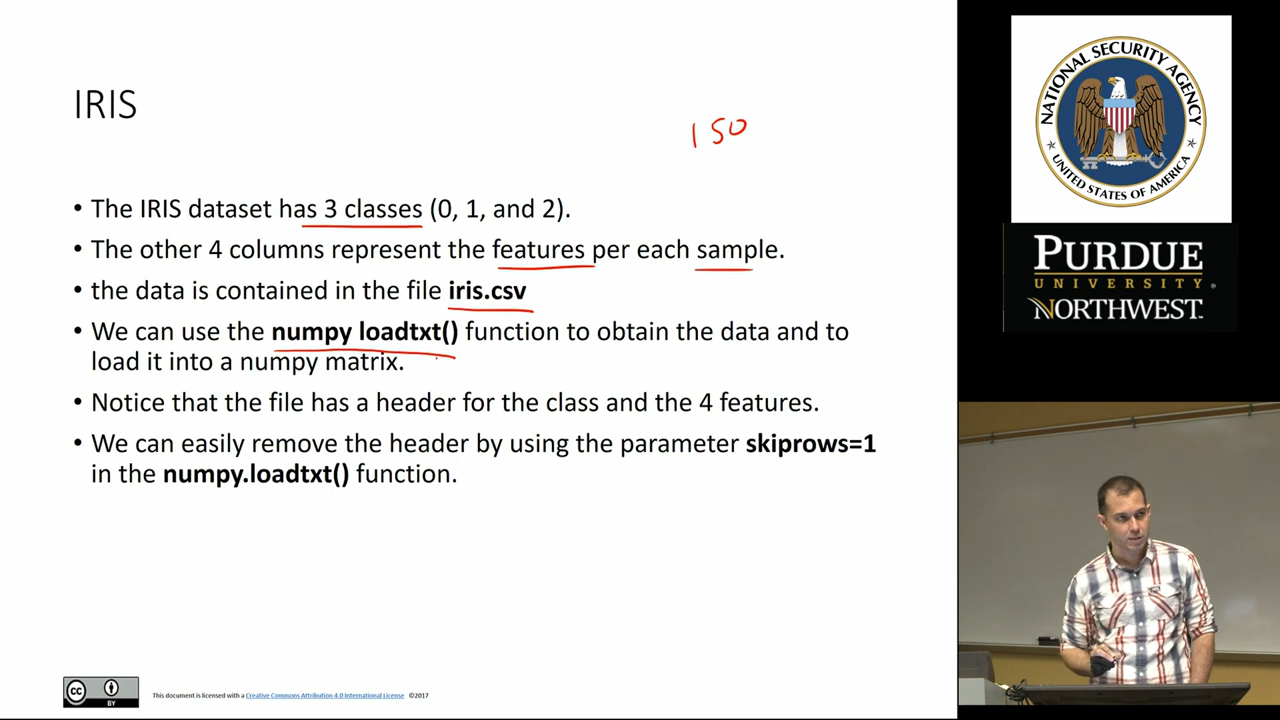 IRIS
150
• The IRIS dataset has 3 classes (0, 1, and 2).
• The other 4 columns represent the features per each sample.
• the data is contained in the file iris.csv
• We can use the numpy loadtxt() function to obtain the data and to
load it into a numpy matrix.
• Notice that the file has a header for the class and the 4 features.
• We can easily remove the header by using the parameter skiprows=1
in the numpy.loadtxt() function.
cc BY
This document is licensed with a Creative Commons Attribution 4.0 International License ©2017
NATIONAL SECURITY AGENCY
UNITED STATES OF AMERICA
PURDUE
UNIVERSITY
NORTHWEST